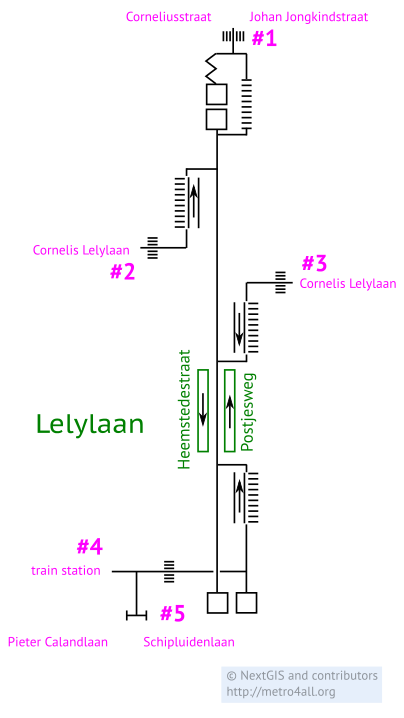 Corneliusstraat
Johan Jongkindstraat
#1
Cornelis Lelylaan
#2
#3
Cornelis Lelylaan
Heemstedestraat
Postjesweg
Lelylaan
#4
train station
#5
Pieter Calandlaan
Schipluidenlaan
© NextGIS and contributors
http://metro4all.org